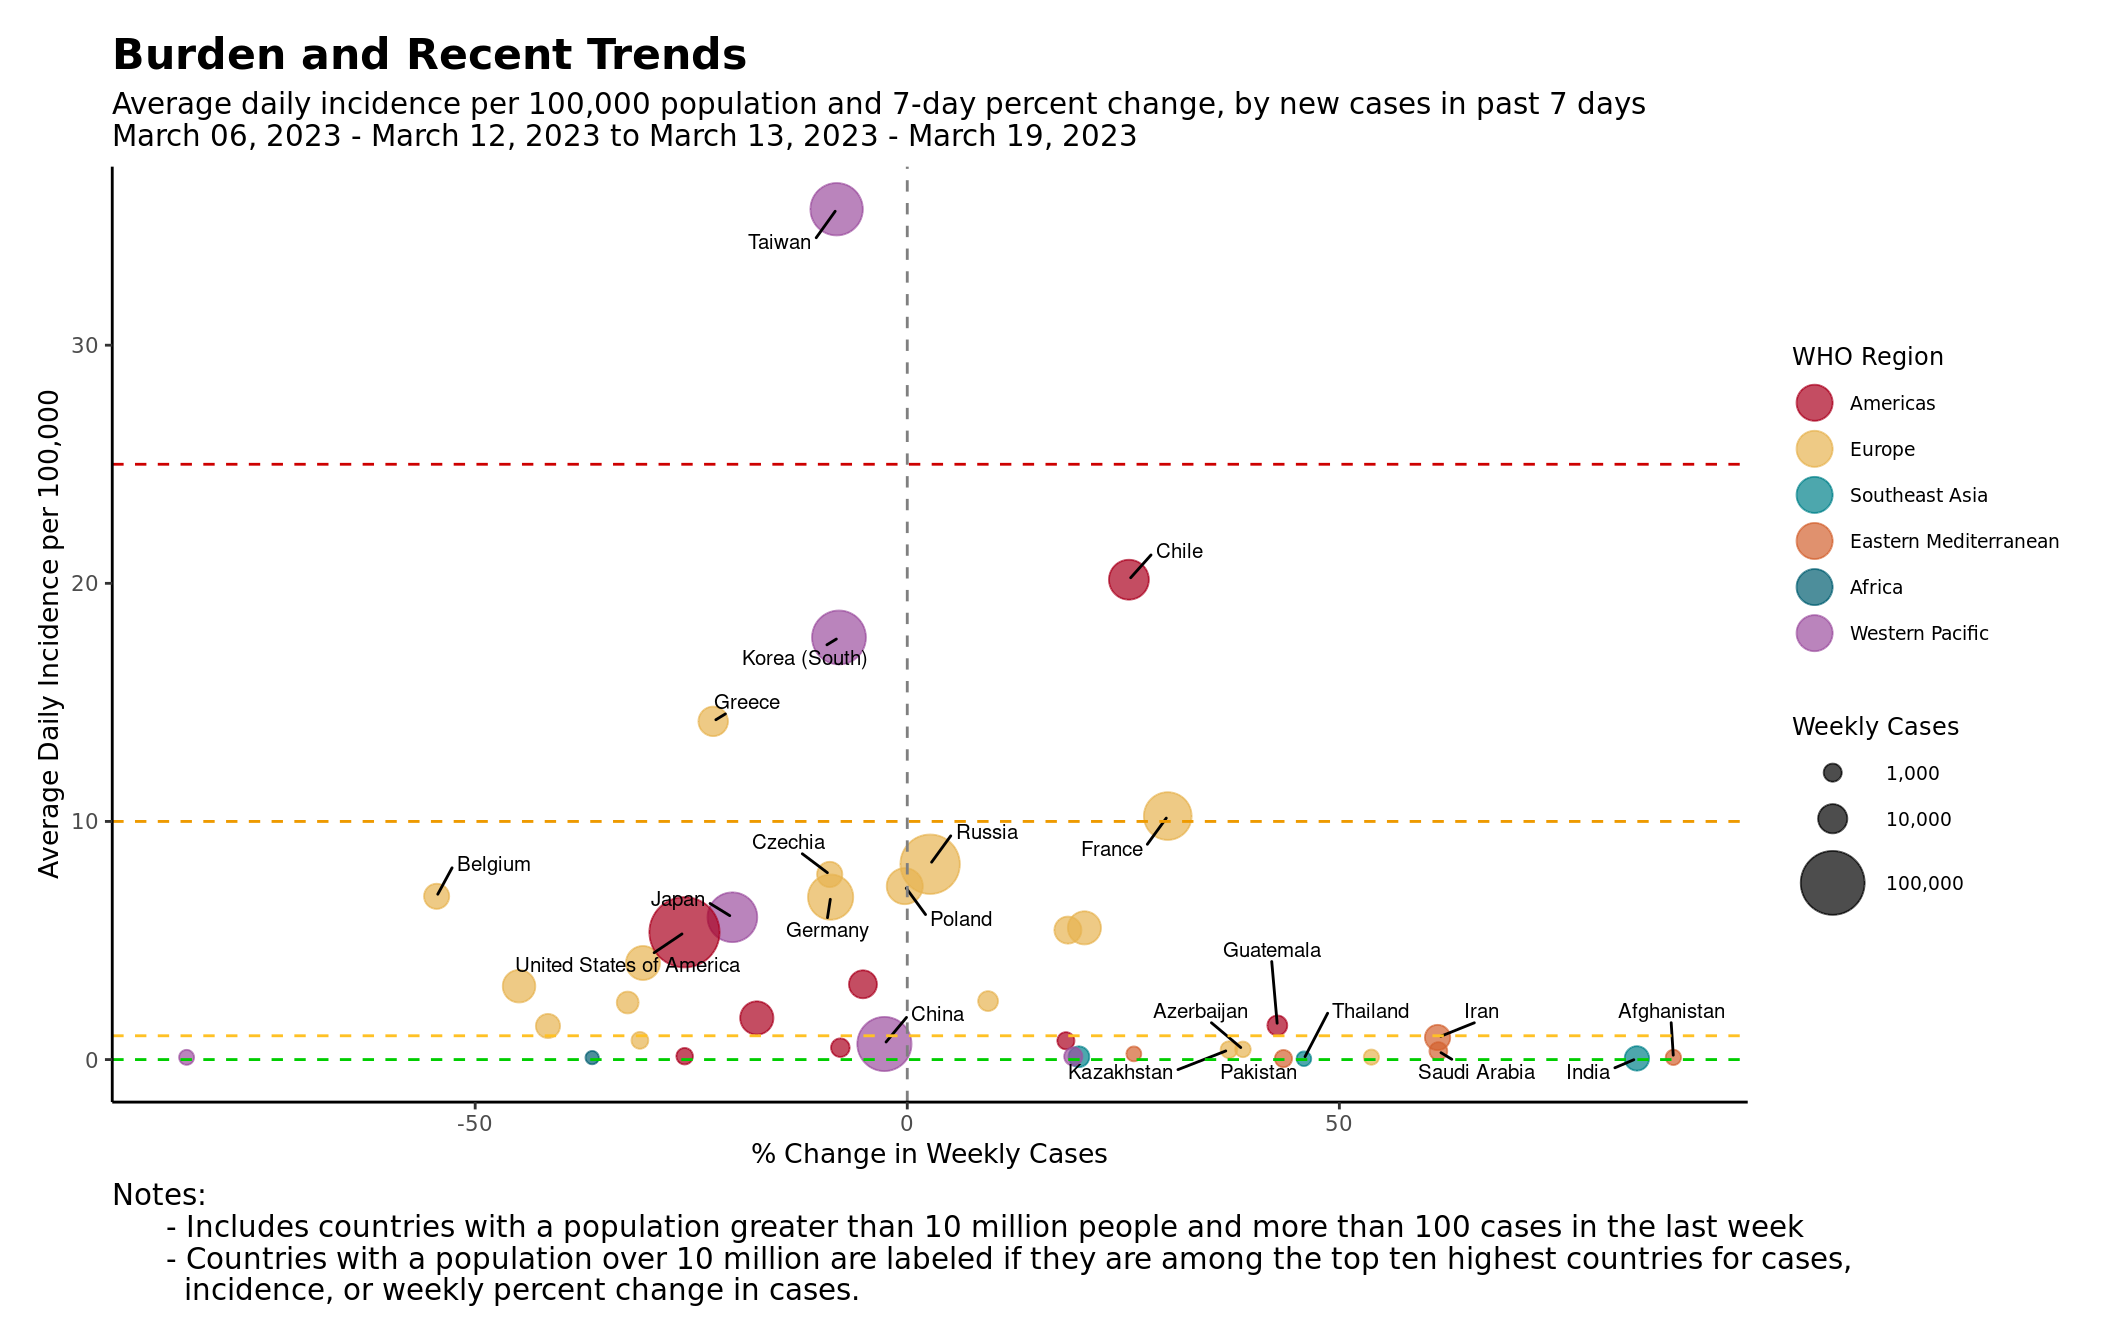 Burden and Recent Trends
Average daily incidence per 100,000 population and 7-day percent change, by new cases in past 7 days
March 06, 2023 - March 12, 2023 to March 13, 2023 - March 19, 2023
Average Daily Incidence per 100,000
30
20
10
0
Taiwan
Chile
Korea (South)
Greece
Russia
Czechia
France
Belgium
Japan
Poland
Germany
Guatemala
United States of America
China
Azerbaijan
Thailand
Iran
Afghanistan
Kazakhstan
Pakistan
Saudi Arabia
India
-50
0
50
% Change in Weekly Cases
WHO Region
Americas
Europe
Southeast Asia
Eastern Mediterranean
Africa
Western Pacific
Weekly Cases
1,000
10,000
100,000
Notes:
- Includes countries with a population greater than 10 million people and more than 100 cases in the last week
- Countries with a population over 10 million are labeled if they are among the top ten highest countries for cases,
incidence, or weekly percent change in cases.